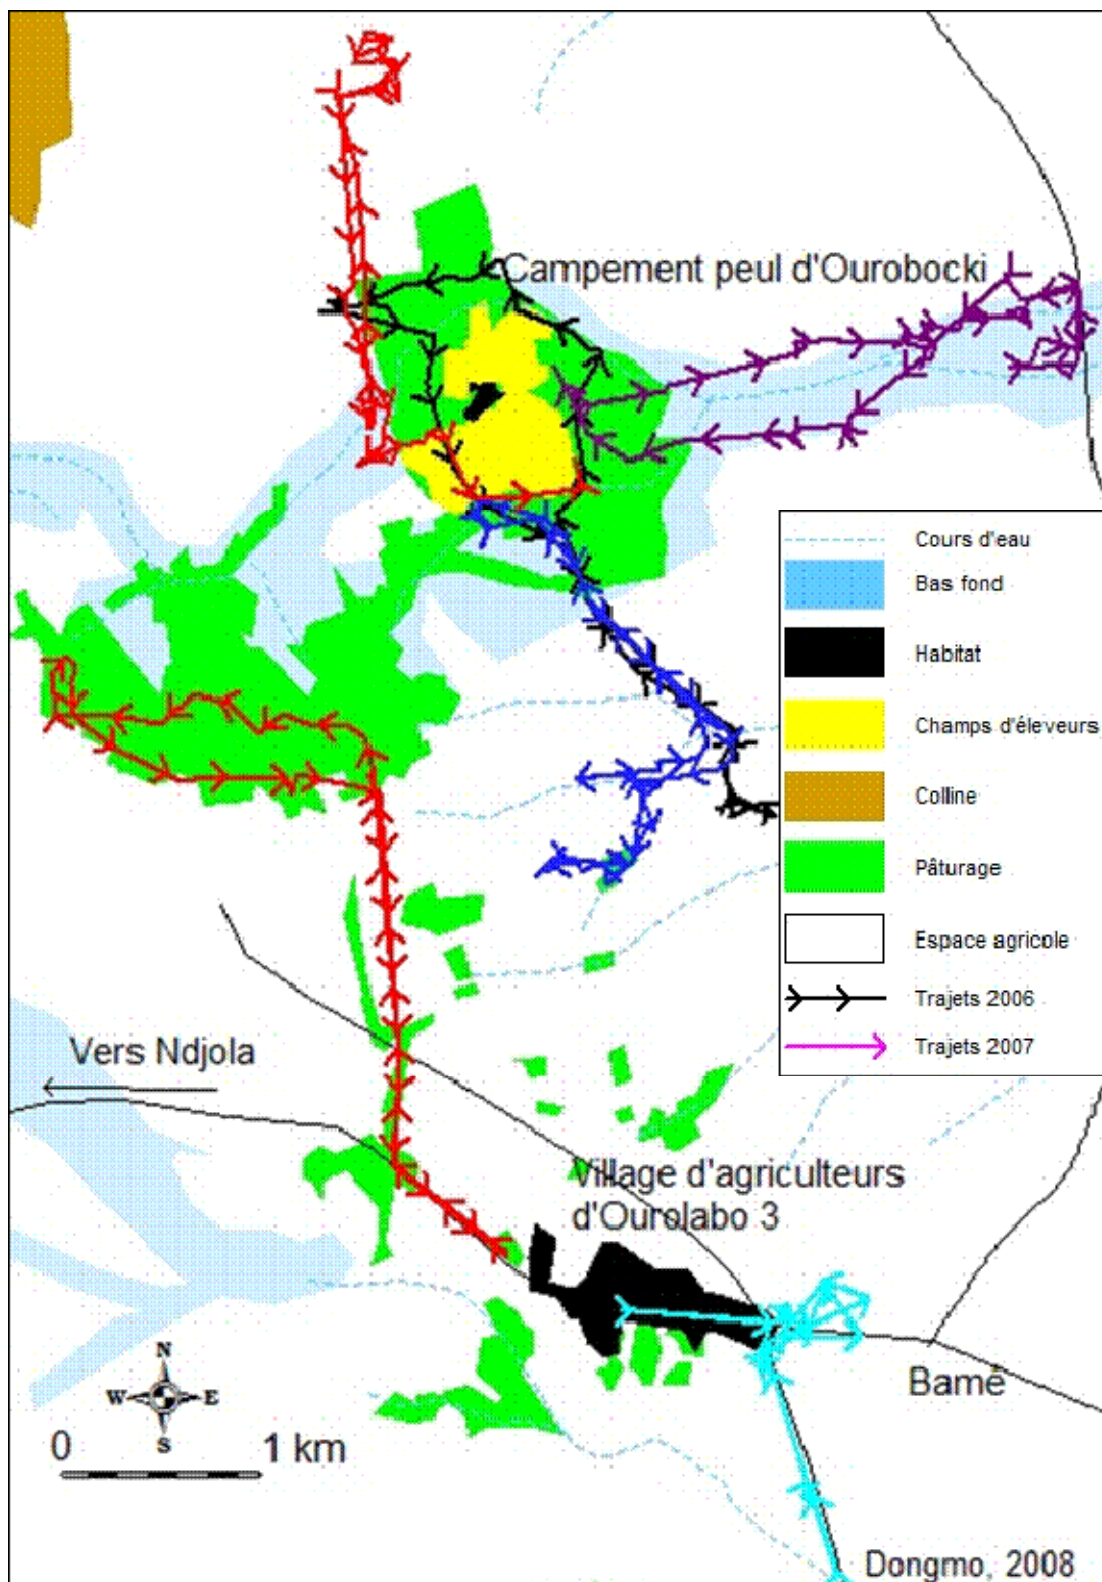 Campement peul d'Ourobocki
Cours d'eau
Bas fond
Habitat
Champs d'éleveurs
Colline
Pâturage
Espace agricole
Trajets 2006
Trajets 2007
Vers Ndjola
Village d'agriculteurs
d'Ourolabo 3
Bamé
N
W E
S
0 1 km
Dongmo, 2008